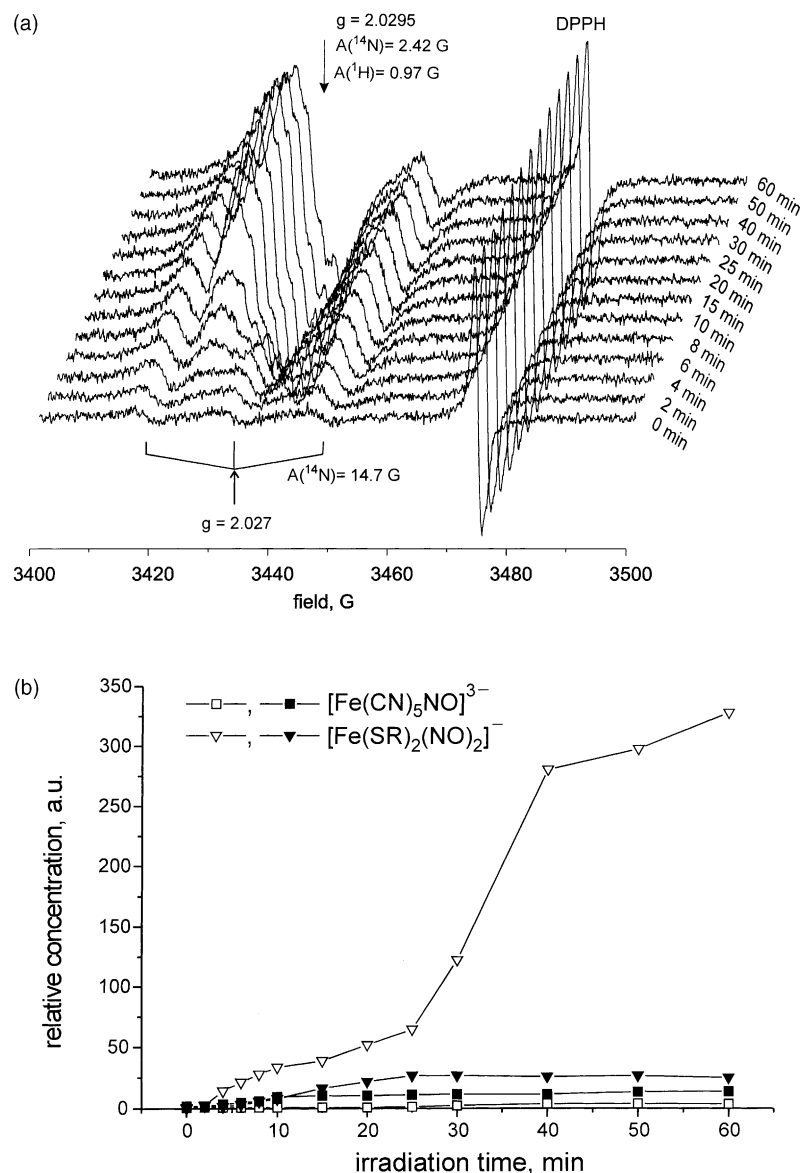 (a)
g = 2.0295
A(¹⁴N)= 2.42 G
A(¹H)= 0.97 G
DPPH
60 min
50 min
40 min
30 min
25 min
20 min
15 min
10 min
8 min
6 min
4 min
2 min
0 min
A(¹⁴N)= 14.7 G
g = 2.027
3400 3420 3440 3460 3480 3500
field, G
(b)
350
300
250
200
150
100
50
0
relative concentration, a.u.
, [Fe(CN)₅NO]³⁻
, [Fe(SR)₂(NO)₂]⁻
0 10 20 30 40 50 60
irradiation time, min